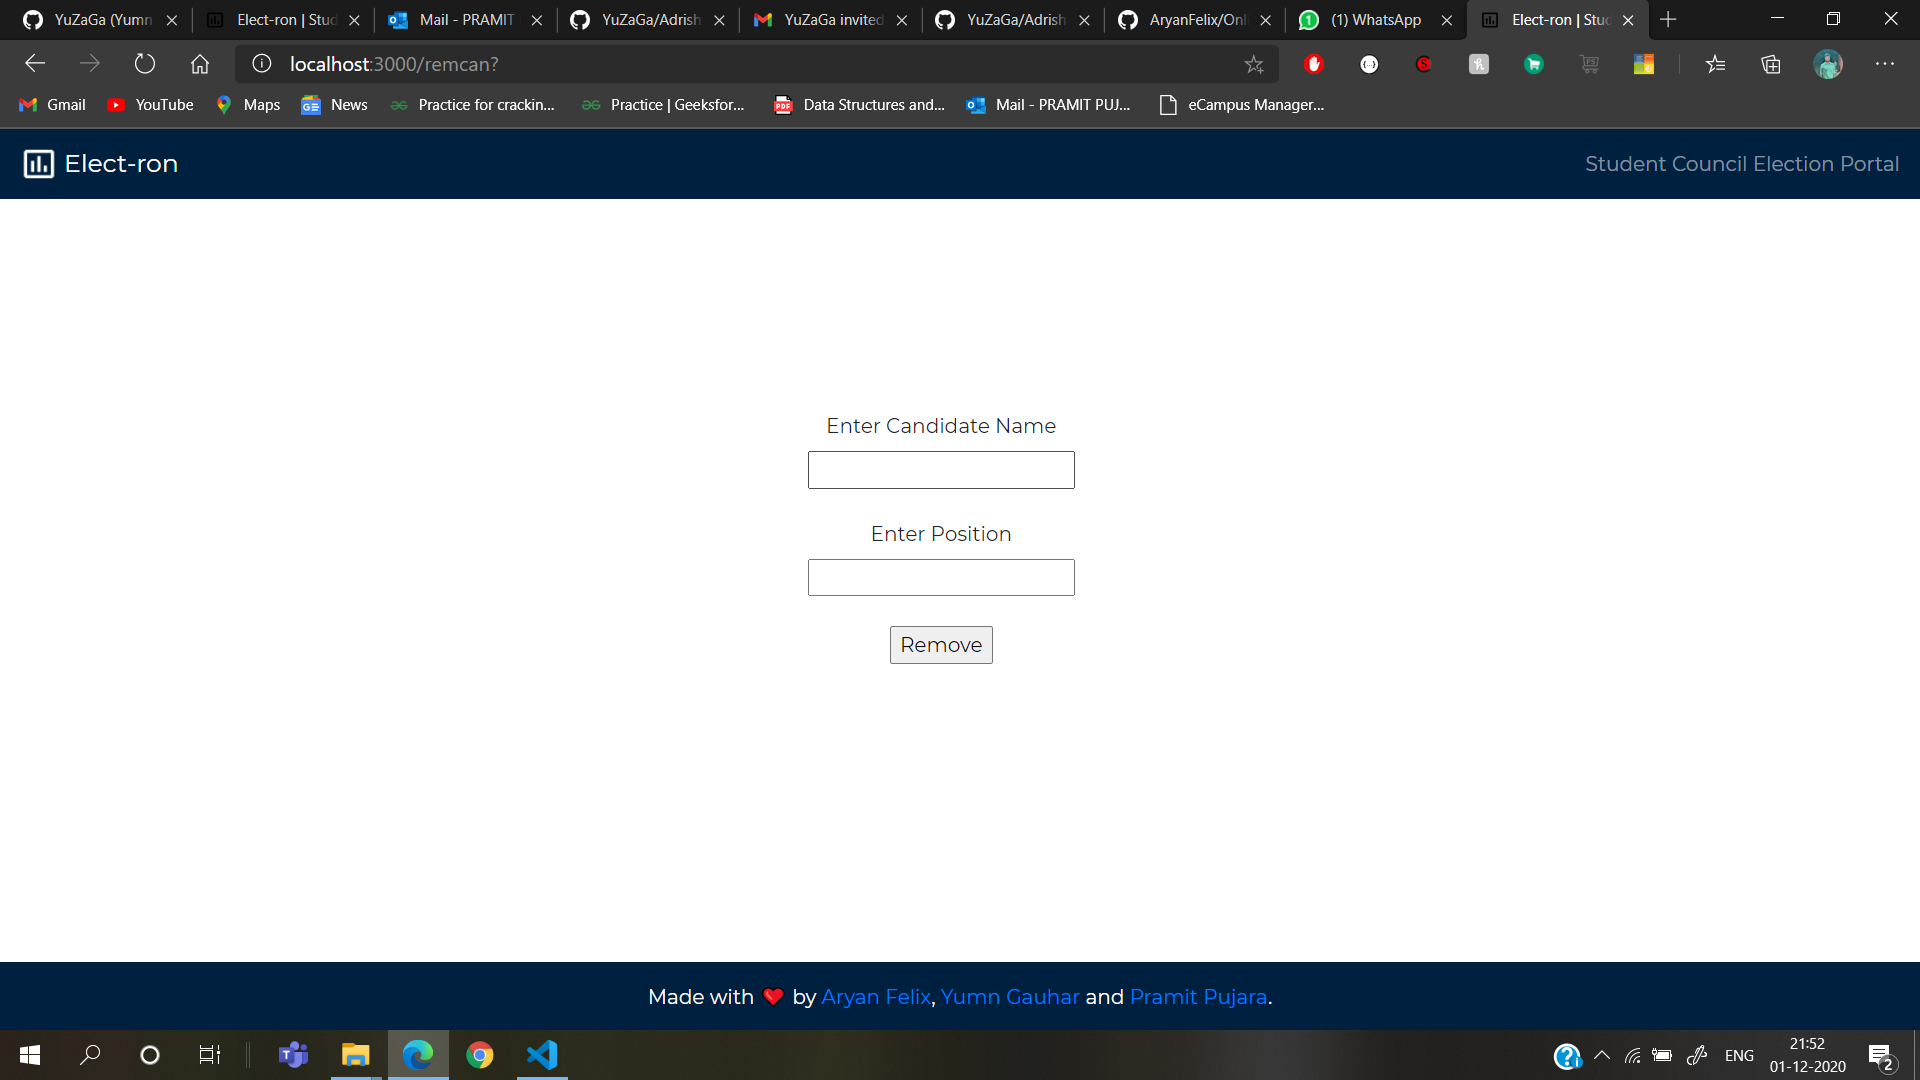 YuZaGa (Yumn
Elect-ron | Stud
Mail - PRAMIT
YuZaGa/Adrish
YuZaGa invited
YuZaGa/Adrish
AryanFelix/Onli
(1) WhatsApp
Elect-ron | Stud
localhost:3000/remcan?
Gmail
YouTube
Maps
News
Practice for crackin...
Practice | Geeksfor...
Data Structures and...
Mail - PRAMIT PUJ...
eCampus Manager...
Elect-ron
Student Council Election Portal
Enter Candidate Name
Enter Position
Remove
Made with ❤ by Aryan Felix, Yumn Gauhar and Pramit Pujara.
ENG
21:52
01-12-2020
2